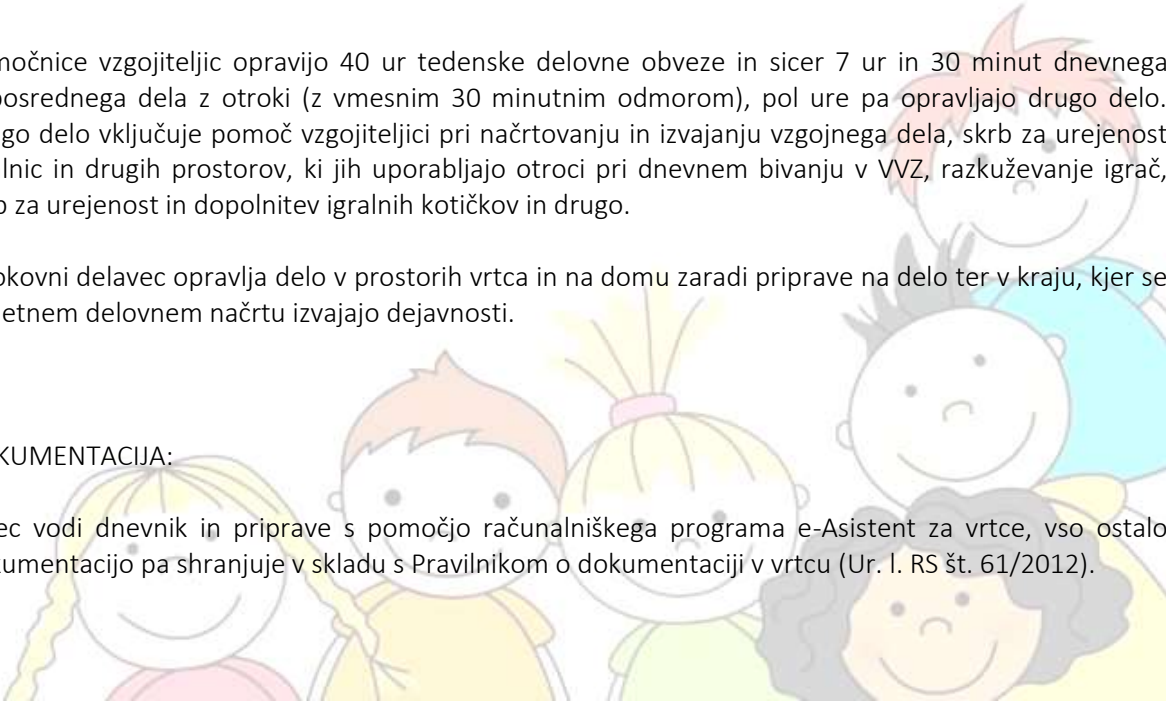 močnice vzgojiteljic opravijo 40 ur tedenske delovne obveze in sicer 7 ur in 30 minut dnevnega
posrednega dela z otroki (z vmesnim 30 minutnim odmorom), pol ure pa opravljajo drugo delo.
go delo vključuje pomoč vzgojiteljici pri načrtovanju in izvajanju vzgojnega dela, skrb za urejenost
lnic in drugih prostorov, ki jih uporabljajo otroci pri dnevnem bivanju v VVZ, razkuževanje igrač,
b za urejenost in dopolnitev igralnih kotičkov in drugo.
okovni delavec opravlja delo v prostorih vrtca in na domu zaradi priprave na delo ter v kraju, kjer se
letnem delovnem načrtu izvajajo dejavnosti.
KUMENTACIJA:
ec vodi dnevnik in priprave s pomočjo računalniškega programa e-Asistent za vrtce, vso ostalo
kumentacijo pa shranjuje v skladu s Pravilnikom o dokumentaciji v vrtcu (Ur. l. RS št. 61/2012).